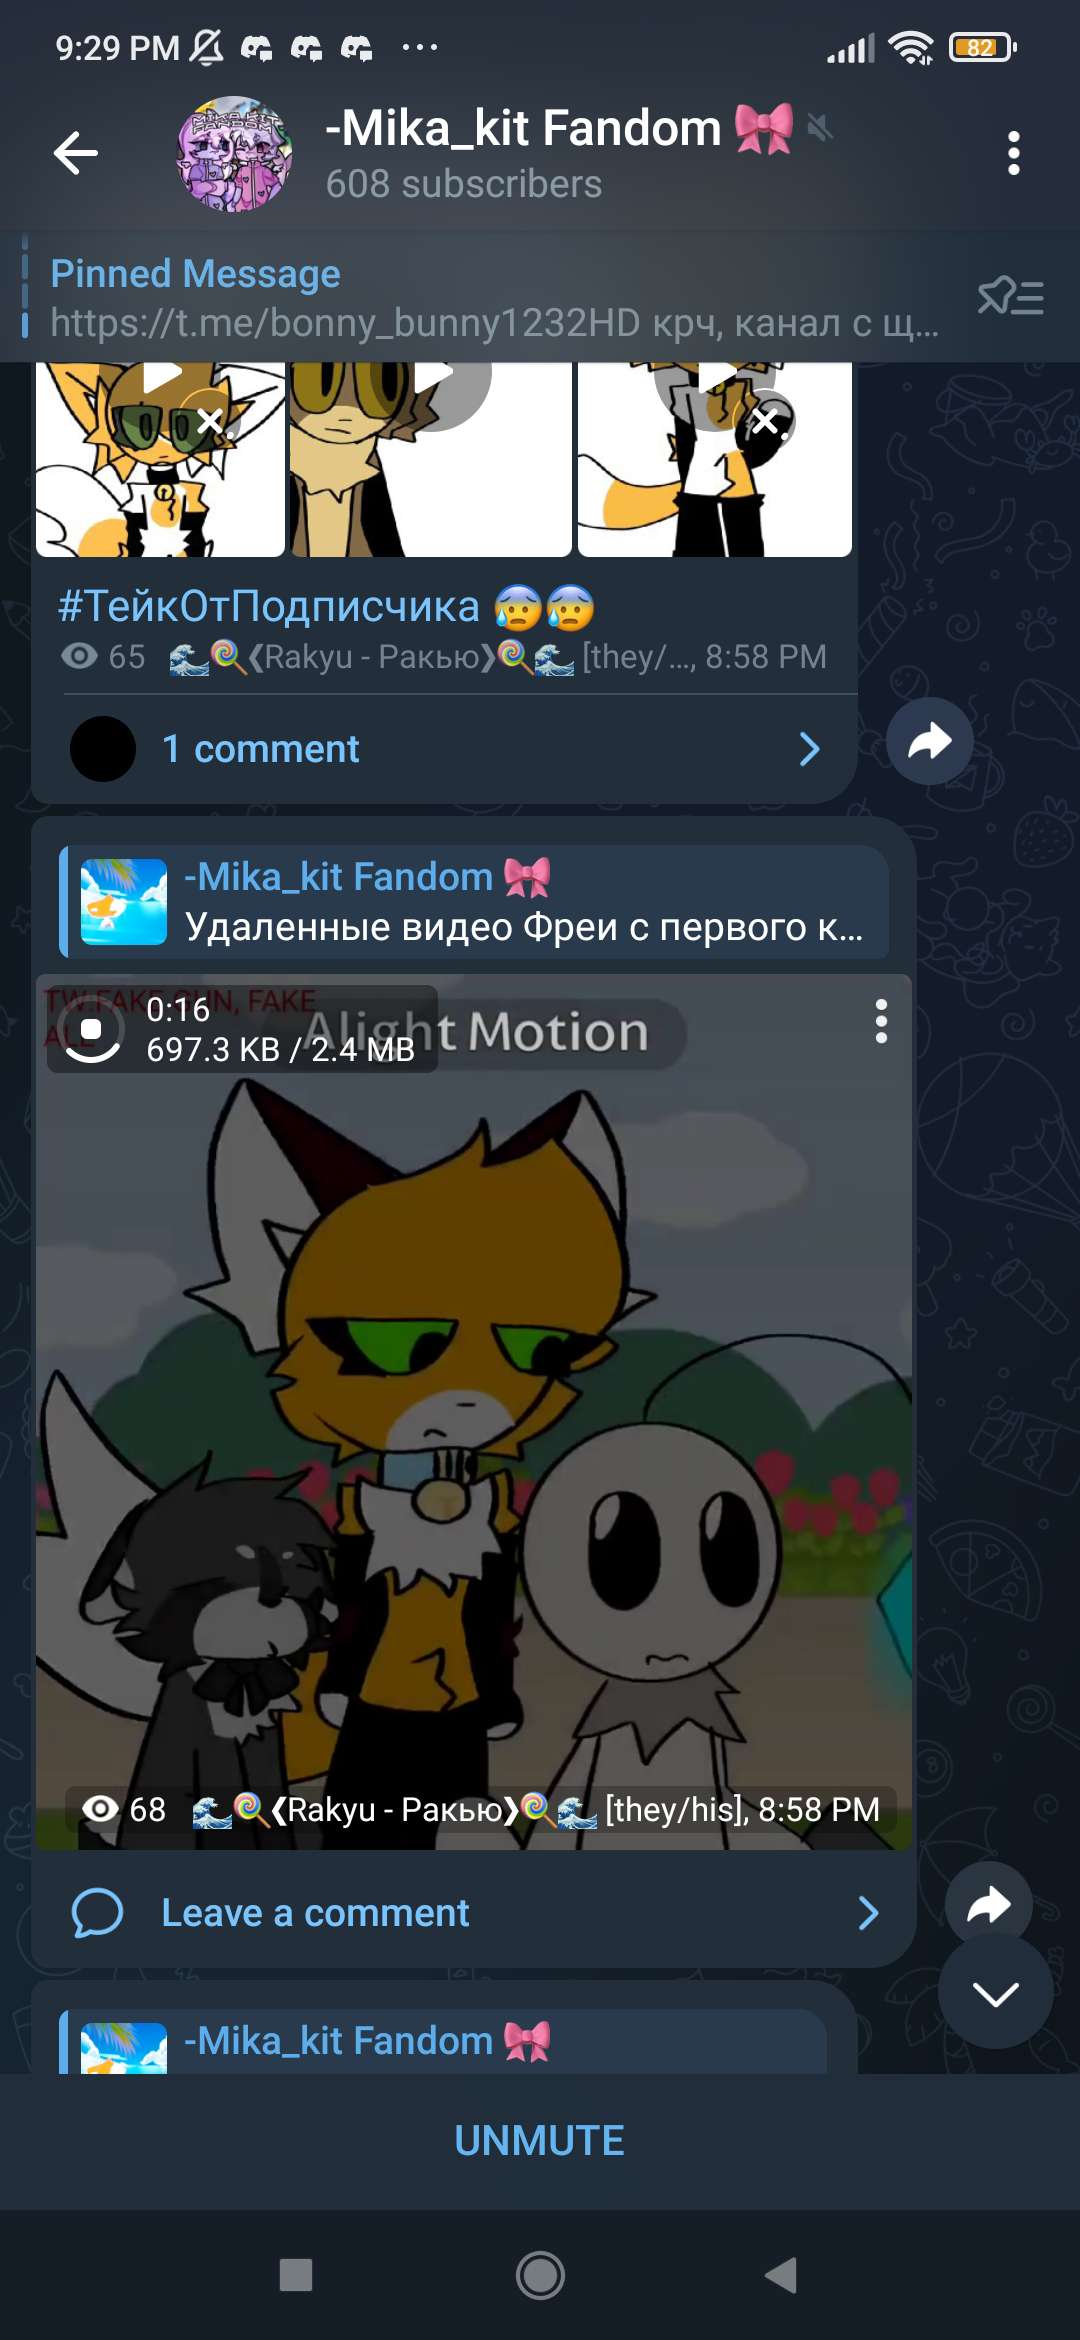 9:29 PM
82
-Mika_kit Fandom 🎀
608 subscribers
Pinned Message
https://t.me/bonny_bunny1232HD крч, канал с щ...
#ТейкОтПодписчика 😰😰
65 🌊🍭《Rakyu - Ракью》🍭🌊 [they/..., 8:58 PM
1 comment
-Mika_kit Fandom 🎀
Удаленные видео Фреи с первого к...
TW:FAKE GUN, FAKE
0:16
Alight Motion
697.3 KB / 2.4 MB
68 🌊🍭《Rakyu - Ракью》🍭🌊 [they/his], 8:58 PM
Leave a comment
-Mika_kit Fandom 🎀
UNMUTE